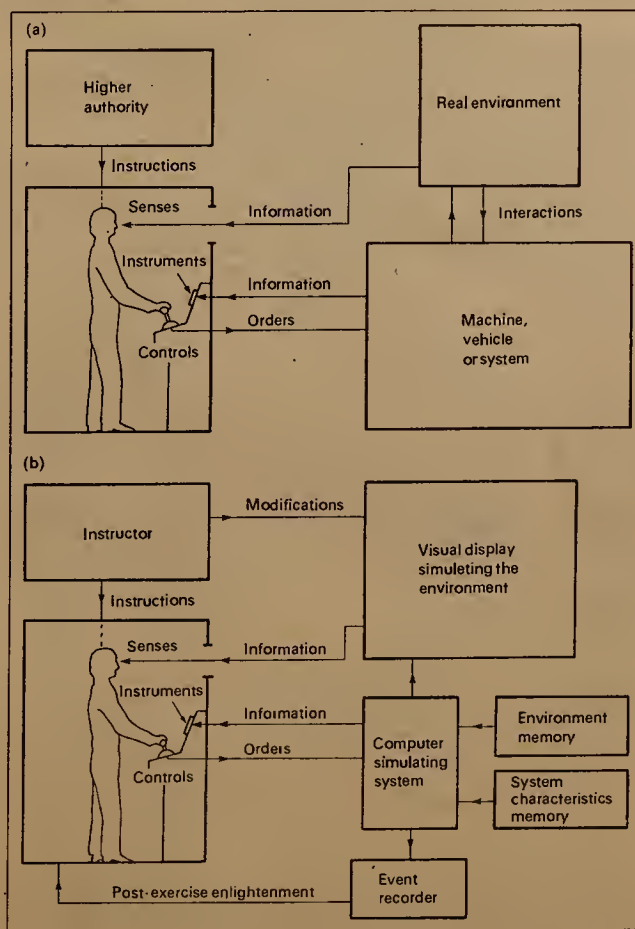 (a)
Higher
authority
Real environment
Instructions
Senses
Information
Interactions
Instruments
Information
Orders
Controls
Machine,
vehicle
or system
(b)
Instructor
Modifications
Visual display
simuleting the
environment
Instructions
Senses
Information
Instruments
Information
Orders
Controls
Computer
simulating
system
Environment
memory
System
characteristics
memory
Post-exercise enlightenment
Event
recorder